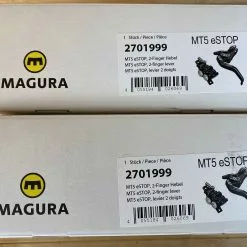 1 Stück / Piece / Pièce
2701999
MT5 eSTOP
MT5 eSTOP, 2-Finger Hebel
MT5 eSTOP, 2-finger lever
MT5 eSTOP, levier 2 doigts
MAGURA
1 Stück / Piece / Pièce
2701999
MT5 eSTOP
MT5 eSTOP, 2-Finger Hebel
MT5 eSTOP, 2-finger lever
MT5 eSTOP, levier 2 doigts
MAGURA